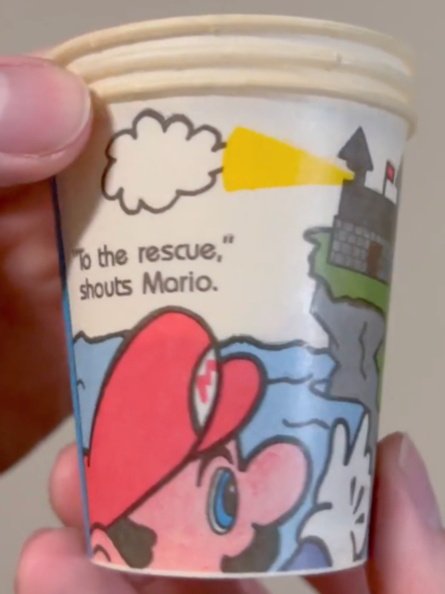 "To the rescue,"
shouts Mario.
M